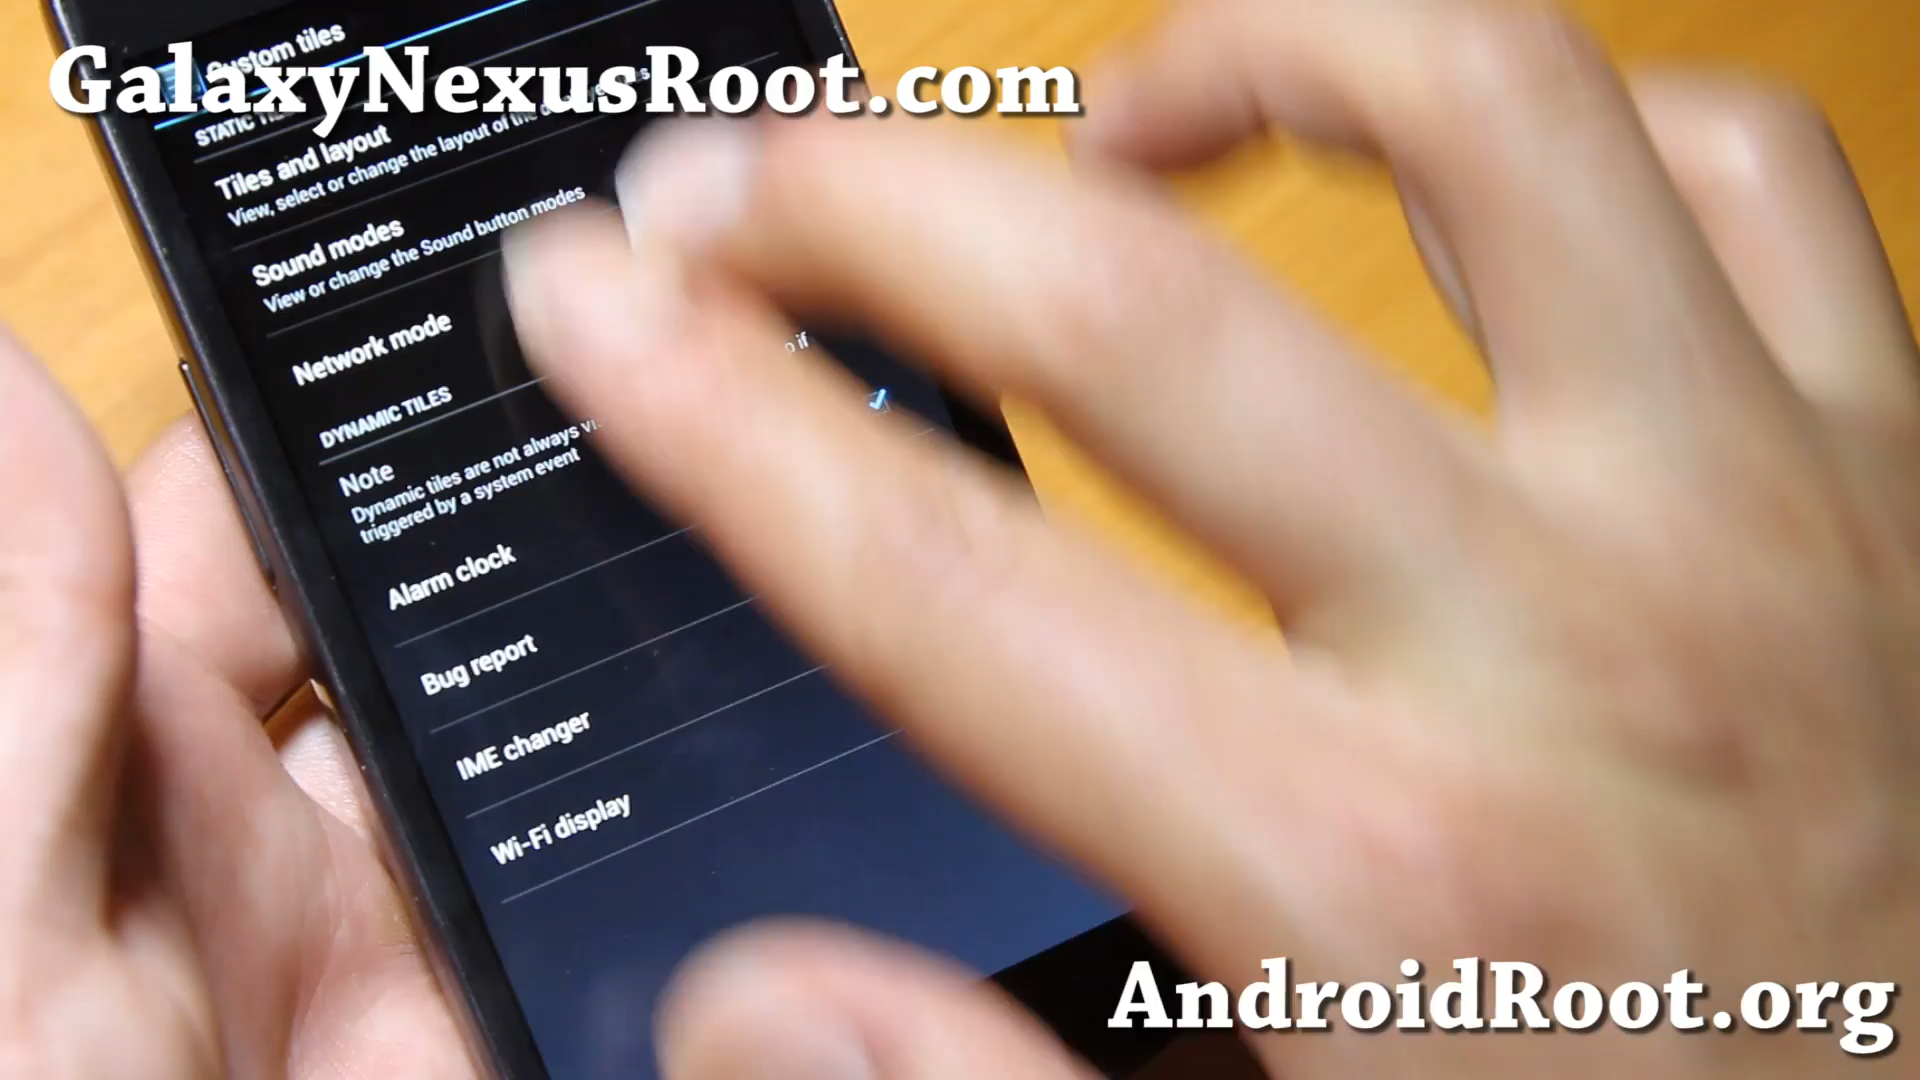 Custom tiles
GalaxyNexusRoot.com
STATIC
Tiles and layout
View, select or change the layout of the
Sound modes
View or change the Sound button modes
Network mode
DYNAMIC TILES
Note
Dynamic tiles are not always
if
triggered by a system event
Alarm clock
Bug report
IME changer
Wi-Fi display
AndroidRoot.org